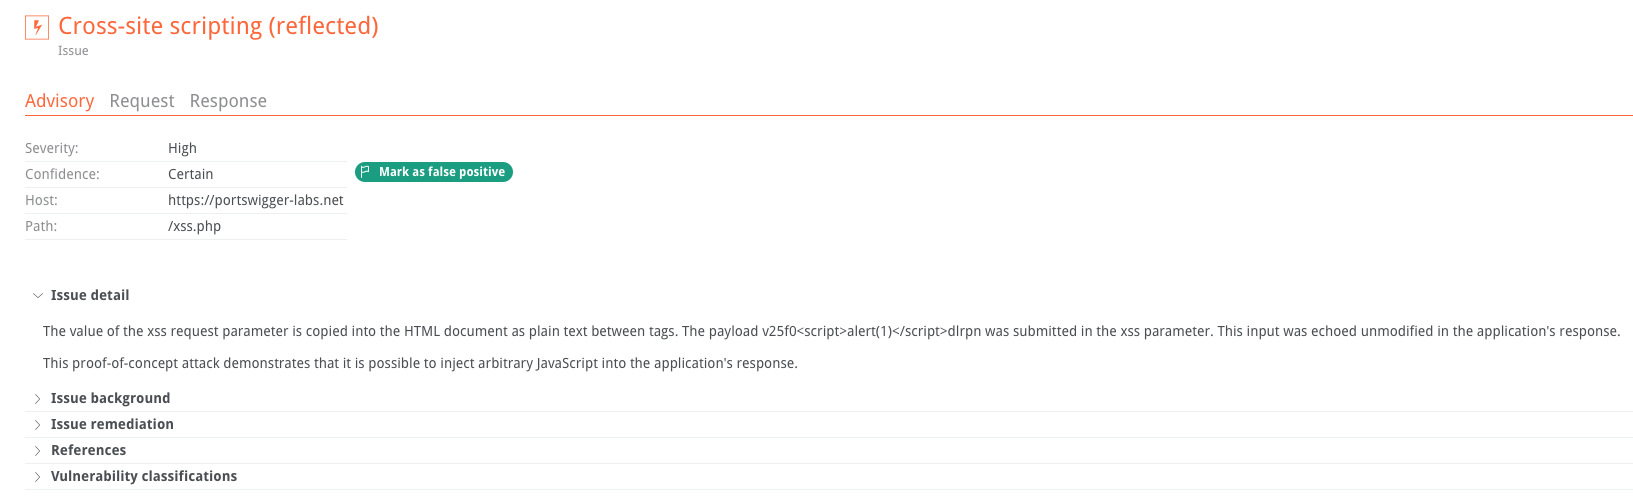 Cross-site scripting (reflected)
Issue
Advisory Request Response
Severity: High
Confidence: Certain Mark as false positive
Host: https://portswigger-labs.net
Path: /xss.php
Issue detail
The value of the xss request parameter is copied into the HTML document as plain text between tags. The payload v25f0<script>alert(1)</script>dlrpn was submitted in the xss parameter. This input was echoed unmodified in the application's response.
This proof-of-concept attack demonstrates that it is possible to inject arbitrary JavaScript into the application's response.
Issue background
Issue remediation
References
Vulnerability classifications